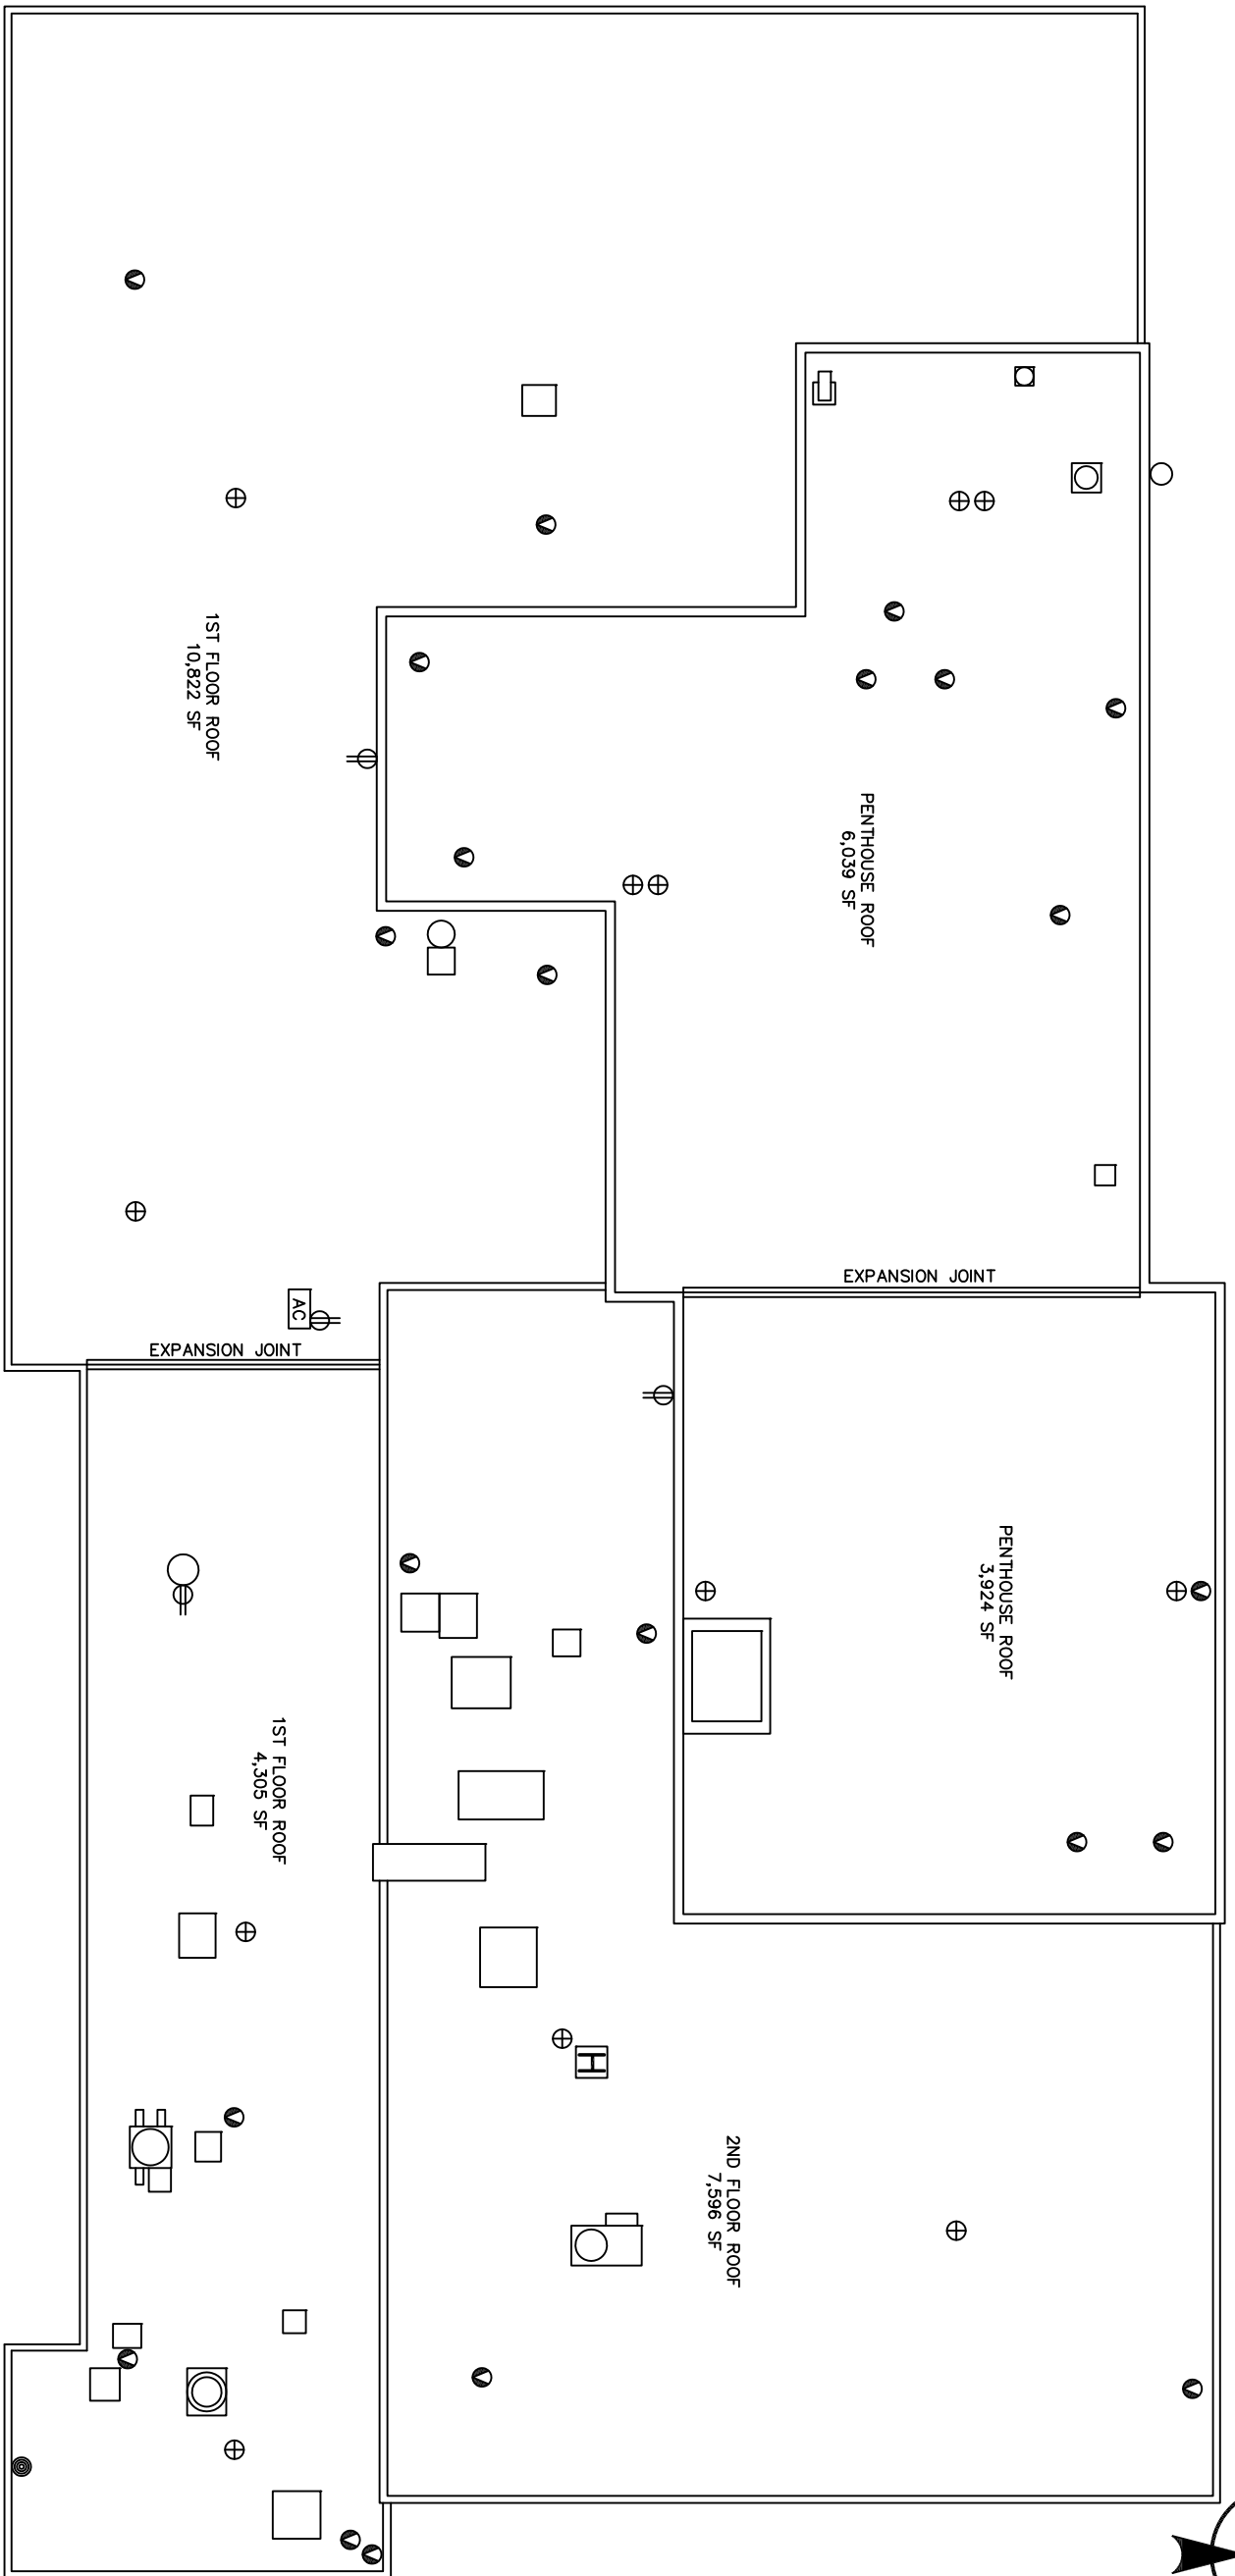 1ST FLOOR ROOF
10,822 SF
PENTHOUSE ROOF
6,039 SF
EXPANSION JOINT
AC
EXPANSION JOINT
PENTHOUSE ROOF
3,924 SF
1ST FLOOR ROOF
4,305 SF
H
2ND FLOOR ROOF
7,596 SF